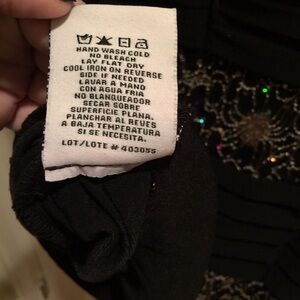 HAND WASH COLD
NO BLEACH
LAY FLAT DRY
COOL IRON ON REVERSE
SIDE IF NEEDED
LAVAR A MANO
CON AGUA FRIA
NO BLANQUEADOR
SECAR SOBRE
SUPERFICIE PLANA.
PLANCHAR AL REVES
A BAJA TEMPERATURA
SI SE NECESITA.
LOT/LOTE # 403055